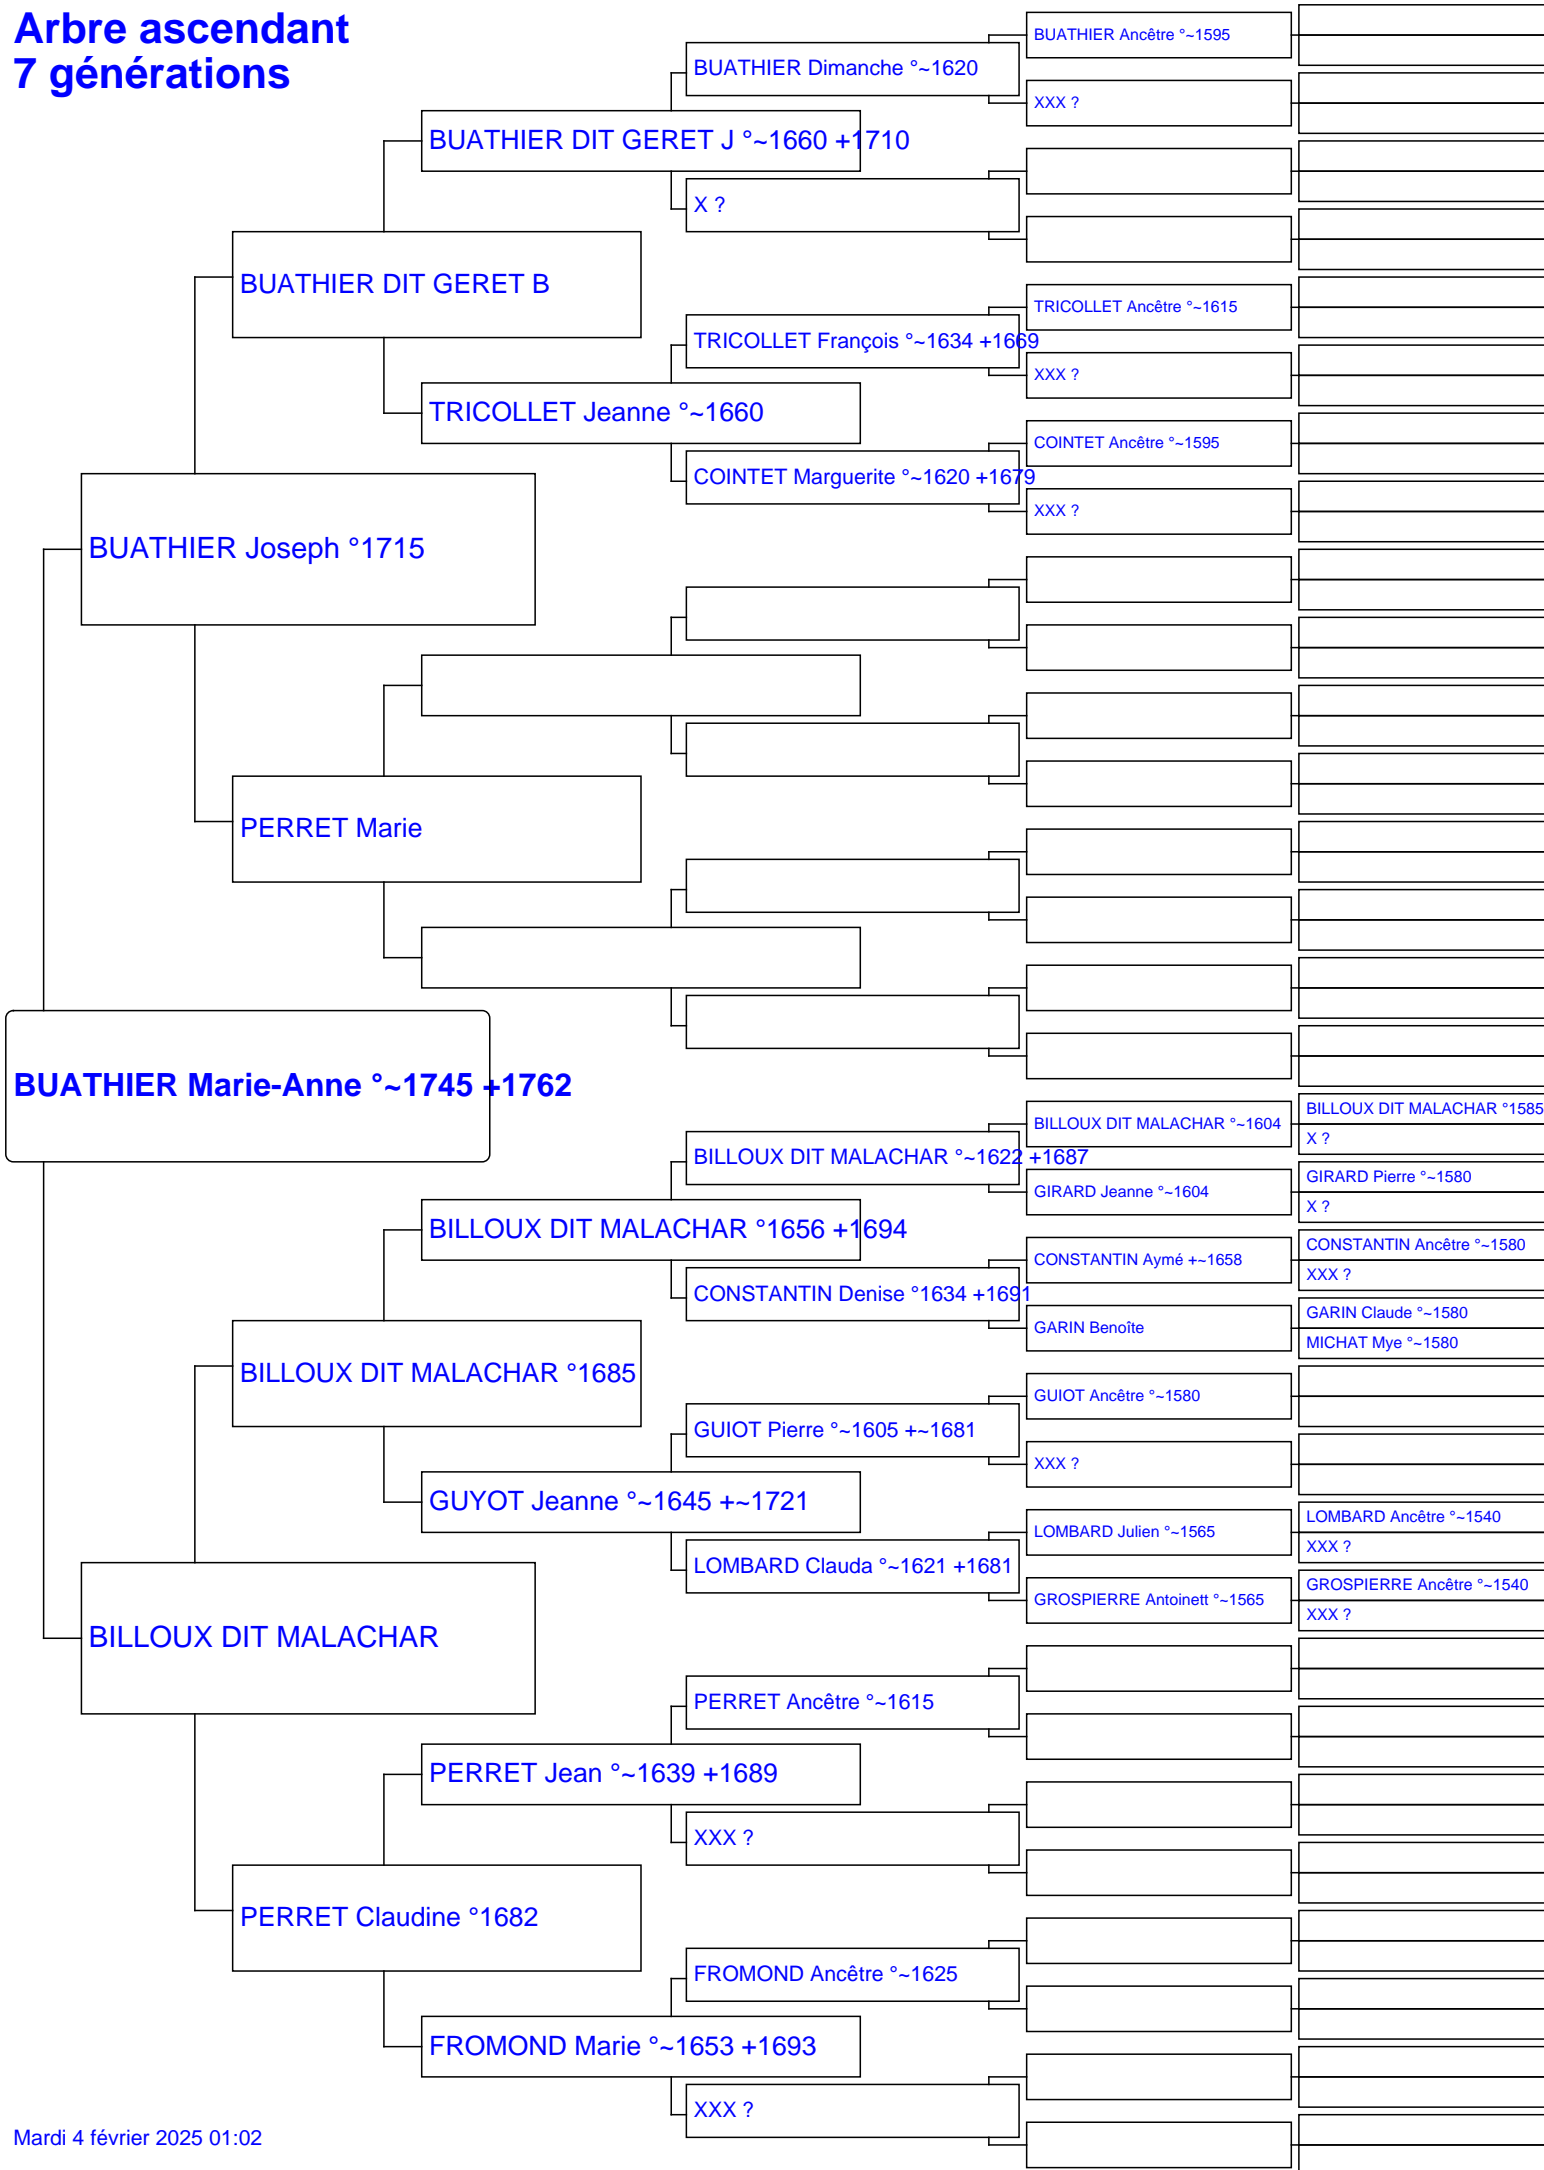 Arbre ascendant
7 générations
BUATHIER Ancêtre °~1595
BUATHIER Dimanche °~1620
XXX ?
BUATHIER DIT GERET J °~1660 +1710
X ?
BUATHIER DIT GERET B
TRICOLLET Ancêtre °~1615
TRICOLLET François °~1634 +1669
XXX ?
TRICOLLET Jeanne °~1660
COINTET Ancêtre °~1595
COINTET Marguerite °~1620 +1679
XXX ?
BUATHIER Joseph °1715
PERRET Marie
BUATHIER Marie-Anne °~1745 +1762
BILLOUX DIT MALACHAR °1585
BILLOUX DIT MALACHAR °~1604
X ?
BILLOUX DIT MALACHAR °~1622 +1687
GIRARD Pierre °~1580
GIRARD Jeanne °~1604
X ?
BILLOUX DIT MALACHAR °1656 +1694
CONSTANTIN Ancêtre °~1580
CONSTANTIN Aymé +~1658
XXX ?
CONSTANTIN Denise °1634 +1691
GARIN Claude °~1580
GARIN Benoîte
MICHAT Mye °~1580
BILLOUX DIT MALACHAR °1685
GUIOT Ancêtre °~1580
GUIOT Pierre °~1605 +~1681
XXX ?
GUYOT Jeanne °~1645 +~1721
LOMBARD Ancêtre °~1540
LOMBARD Julien °~1565
XXX ?
LOMBARD Clauda °~1621 +1681
GROSPIERRE Ancêtre °~1540
GROSPIERRE Antoinett °~1565
XXX ?
BILLOUX DIT MALACHAR
PERRET Ancêtre °~1615
PERRET Jean °~1639 +1689
XXX ?
PERRET Claudine °1682
FROMOND Ancêtre °~1625
FROMOND Marie °~1653 +1693
XXX ?
Mardi 4 février 2025 01:02